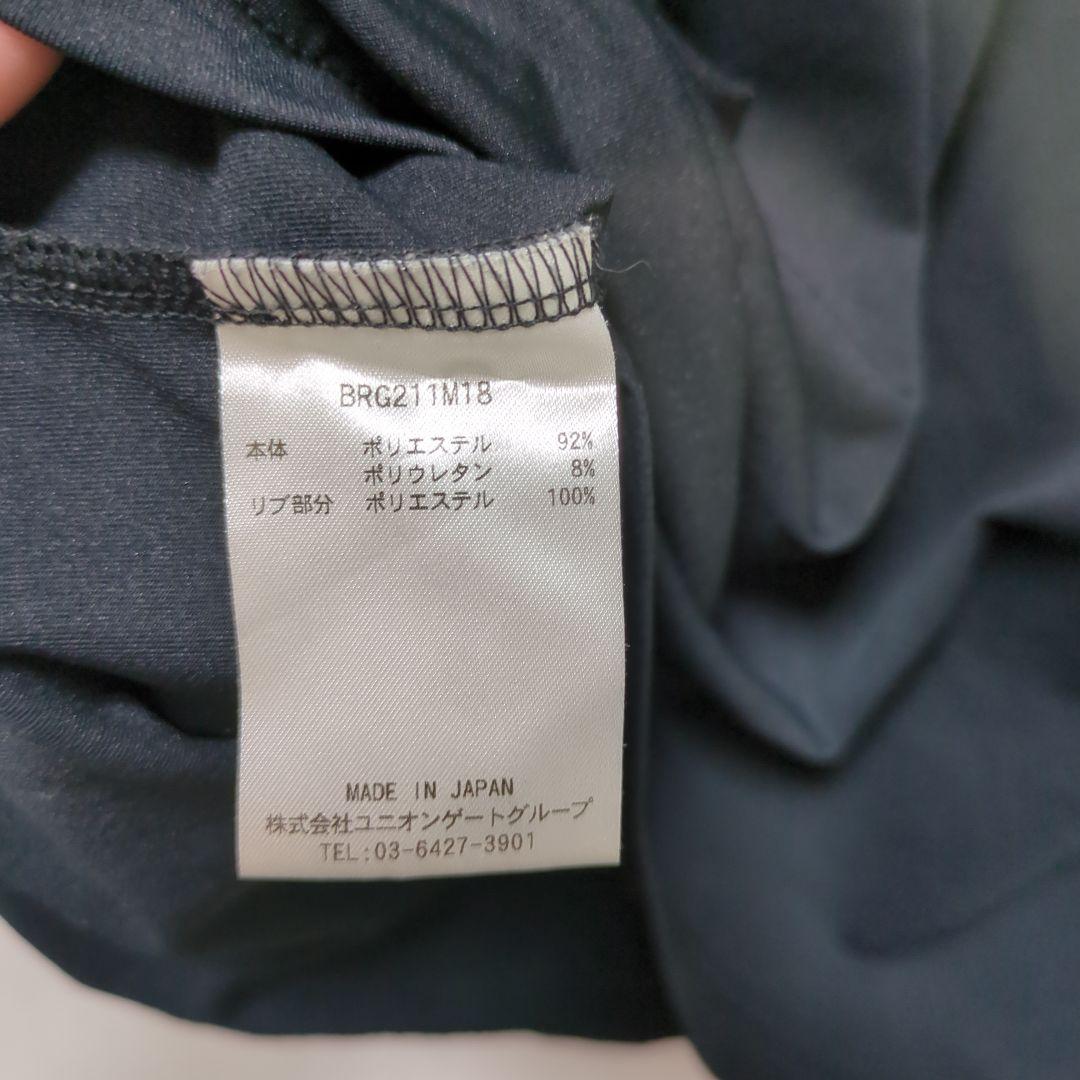 BRG211M18
本体 ポリエステル 92%
ポリウレタン 8%
リブ部分 ポリエステル 100%
MADE IN JAPAN
株式会社ユニオンゲートグループ
TEL:03-6427-3901